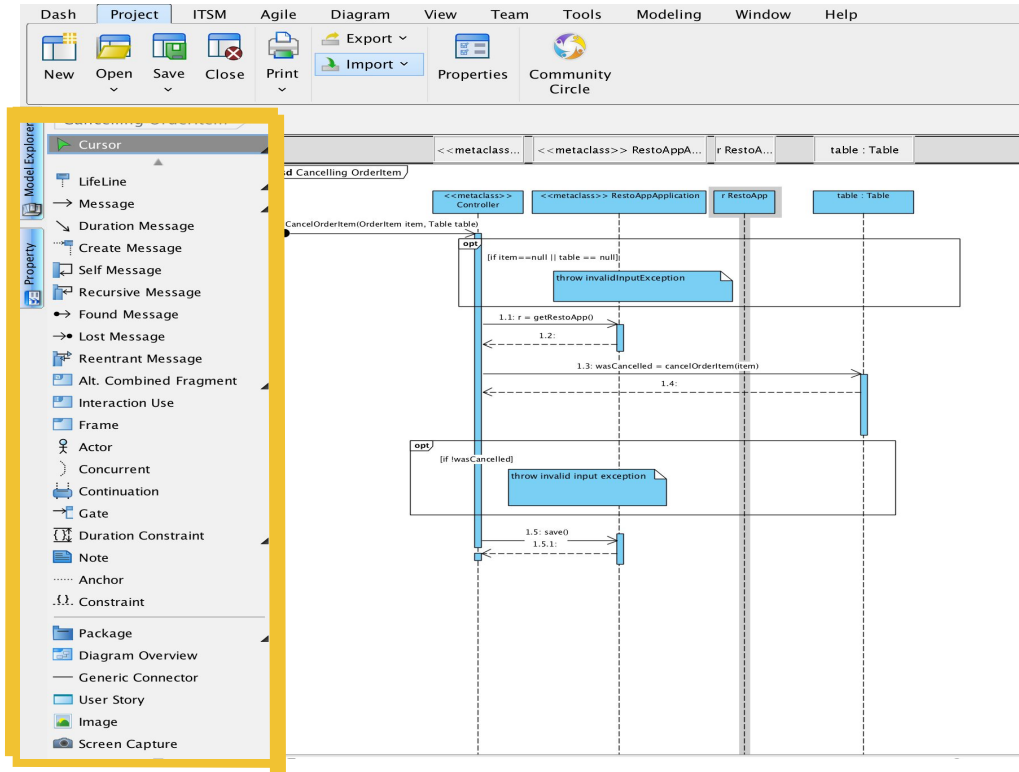 Dash Project ITSM Agile Diagram View Team Tools Modeling Window Help
Export
Import
New Open Save Close Print Properties Community
Circle
Model Explorer
Property
Cancelling OrderItem
Cursor
LifeLine
Message
Duration Message
Create Message
Self Message
Recursive Message
Found Message
Lost Message
Reentrant Message
Alt. Combined Fragment
Interaction Use
Frame
Actor
Concurrent
Continuation
Gate
Duration Constraint
Note
Anchor
Constraint
Package
Diagram Overview
Generic Connector
User Story
Image
Screen Capture
<<metaclass... <<metaclass>> RestoAppA... r RestoA... table : Table
sd Cancelling OrderItem
<<metaclass>>
Controller
<<metaclass>> RestoAppApplication
r RestoApp
table : Table
CancelOrderItem(OrderItem item, Table table)
opt
[if item==null || table == null]
throw invalidInputException
1.1: r = getRestoApp()
1.2:
1.3: wasCancelled = cancelOrderItem(item)
1.4:
opt
[if !wasCancelled]
throw invalid input exception
1.5: save()
1.5.1: